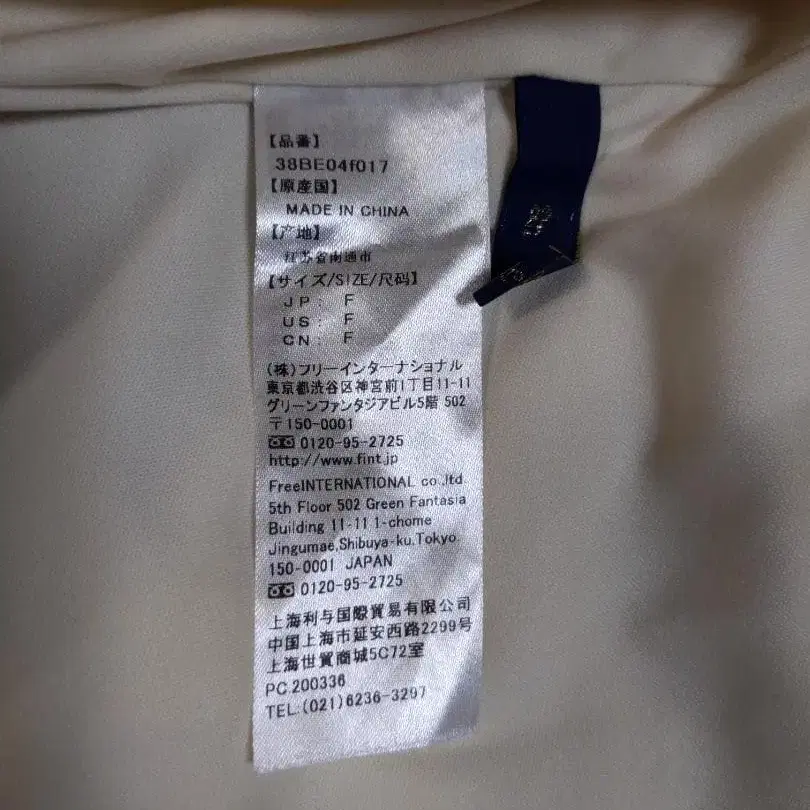 【品番】
38BE04f017
【原産国】
MADE IN CHINA
【产地】
江苏省南通市
【サイズ/SIZE/尺码】
JP: F
US: F
CN: F
(株)フリーインターナショナル
東京都渋谷区神宮前1丁目11-11
グリーンファンタジアビル5階 502
〒150-0001
0120-95-2725
http://www.fint.jp
FreeINTERNATIONAL co.,ltd.
5th Floor 502 Green Fantasia
Building 11-11 1-chome
Jingumae,Shibuya-ku,Tokyo.
150-0001 JAPAN
0120-95-2725
上海利与国際貿易有限公司
中国上海市延安西路2299号
上海世貿商城5C72室
PC.200336
TEL:(021)6236-3297